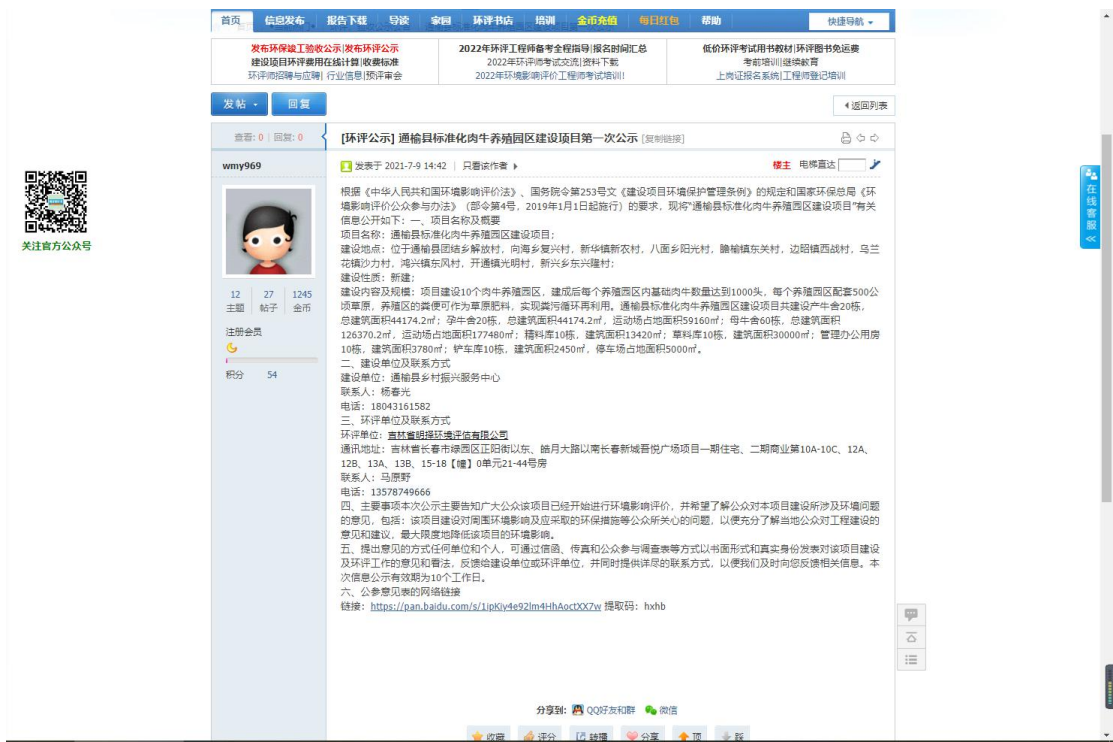 首页 信息发布 报告下载 导读 家园 环评书店 培训 金币充值 每日红包 帮助 快捷导航
发布环保竣工验收公示|发布环评公示 2022年环评工程师备考全程指导|报名时间汇总 低价环评考试用书教材|环评图书免运费
建设项目环评费用在线计算|收费标准 2022年环评师考试交流|资料下载 考前培训|继续教育
环评师招聘与应聘| 行业信息|预评审会 2022年环境影响评价工程师考试培训! 上岗证报名系统|工程师登记培训
发帖 回复 返回列表
查看: 0 | 回复: 0 [环评公示] 通榆县标准化肉牛养殖园区建设项目第一次公示 [复制链接]
wmy969 发表于 2021-7-9 14:42 | 只看该作者 楼主 电梯直达
关注官方公众号
在线客服
12 27 1245
主题 帖子 金币
注册会员
积分 54
根据《中华人民共和国环境影响评价法》、国务院令第253号文《建设项目环境保护管理条例》的规定和国家环保总局《环
境影响评价公众参与办法》（部令第4号，2019年1月1日起施行）的要求，现将“通榆县标准化肉牛养殖园区建设项目”有关
信息公开如下：一、项目名称及概要
项目名称：通榆县标准化肉牛养殖园区建设项目；
建设地点：位于通榆县团结乡解放村，向海乡复兴村，新华镇新农村，八面乡阳光村，瞻榆镇东关村，边昭镇西战村，乌兰
花镇沙力村，鸿兴镇东风村，开通镇光明村，新兴乡东兴隆村；
建设性质：新建；
建设内容及规模：项目建设10个肉牛养殖园区，建成后每个养殖园区内基础肉牛数量达到1000头，每个养殖园区配套500公
顷草原，养殖区的粪便可作为草原肥料，实现粪污循环再利用。通榆县标准化肉牛养殖园区建设项目共建设产牛舍20栋，
总建筑面积44174.2㎡；孕牛舍20栋，总建筑面积44174.2㎡，运动场占地面积59160㎡；母牛舍60栋，总建筑面积
126370.2㎡，运动场占地面积177480㎡；精料库10栋，建筑面积13420㎡；草料库10栋，建筑面积30000㎡；管理办公用房
10栋，建筑面积3780㎡；铲车库10栋，建筑面积2450㎡，停车场占地面积5000㎡。
二、建设单位及联系方式
建设单位：通榆县乡村振兴服务中心
联系人：杨春光
电话：18043161582
三、环评单位及联系方式
环评单位：吉林省明择环境评估有限公司
通讯地址：吉林省长春市绿园区正阳街以东、皓月大路以南长春新城吾悦广场项目一期住宅、二期商业第10A-10C、12A、
12B、13A、13B、15-18【幢】0单元21-44号房
联系人：马原野
电话：13578749666
四、主要事项本次公示主要告知广大公众该项目已经开始进行环境影响评价，并希望了解公众对本项目建设所涉及环境问题
的意见，包括：该项目建设对周围环境影响及应采取的环保措施等公众所关心的问题，以便充分了解当地公众对工程建设的
意见和建议，最大限度地降低该项目的环境影响。
五、提出意见的方式任何单位和个人，可通过信函、传真和公众参与调查表等方式以书面形式和真实身份发表对该项目建设
及环评工作的意见和看法，反馈给建设单位或环评单位，并同时提供详尽的联系方式，以便我们及时向您反馈相关信息。本
次信息公示有效期为10个工作日。
六、公参意见表的网络链接
链接：https://pan.baidu.com/s/1ipKiy4e92lm4HhAoctXX7w 提取码：hxhb
分享到: QQ好友和群 微信
收藏 评分 转播 分享 顶 踩